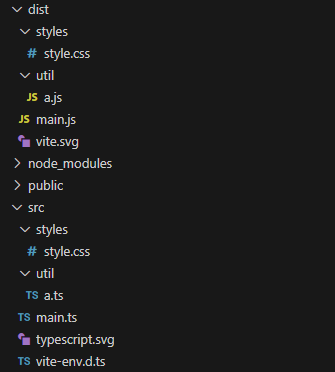 dist
styles
# style.css
util
JS a.js
JS main.js
vite.svg
node_modules
public
src
styles
# style.css
util
TS a.ts
TS main.ts
typescript.svg
TS vite-env.d.ts